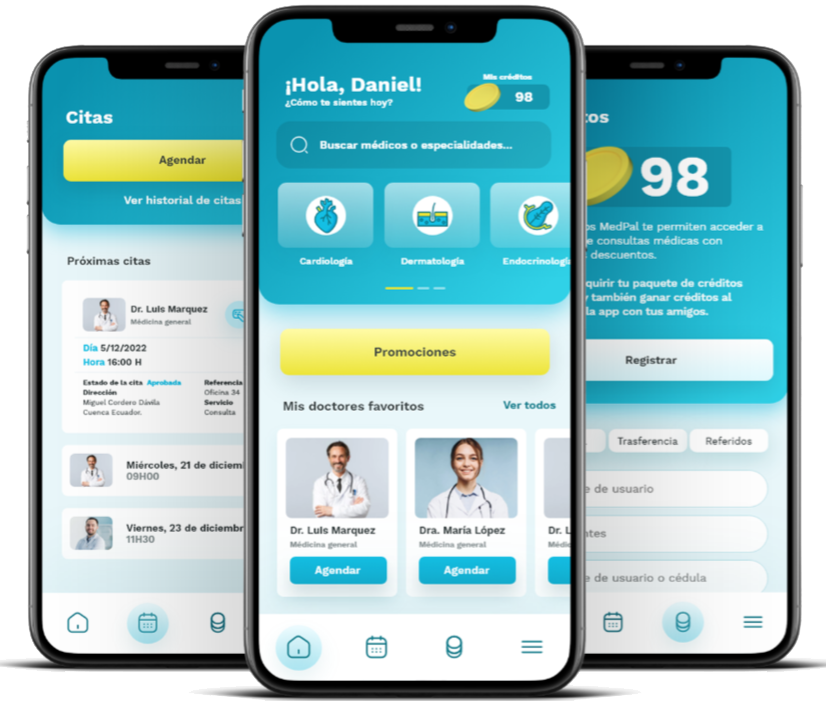 Citas
Agendar
Ver historial de citas
Próximas citas
Dr. Luis Marquez
Médicina general
Día 5/12/2022
Hora 16:00 H
Estado de la cita Aprobada
Dirección
Miguel Cordero Dávila
Cuenca Ecuador.
Referencia
Oficina 34
Servicio
Consulta
Miércoles, 21 de diciem
09H00
Viernes, 23 de diciembr
11H30
¡Hola, Daniel!
¿Cómo te sientes hoy?
Mis créditos
98
Buscar médicos o especialidades...
Cardiología
Dermatología
Endocrinologí
Promociones
Mis doctores favoritos
Ver todos
Dr. Luis Marquez
Médicina general
Agendar
Dra. María López
Médicina general
Agendar
Dr. L
Médic
tos
98
os MedPal te permiten acceder a
e consultas médicas con
descuentos.
quirir tu paquete de créditos
y también ganar créditos al
la app con tus amigos.
Registrar
Trasferencia
Referidos
e de usuario
ntes
e de usuario o cédula